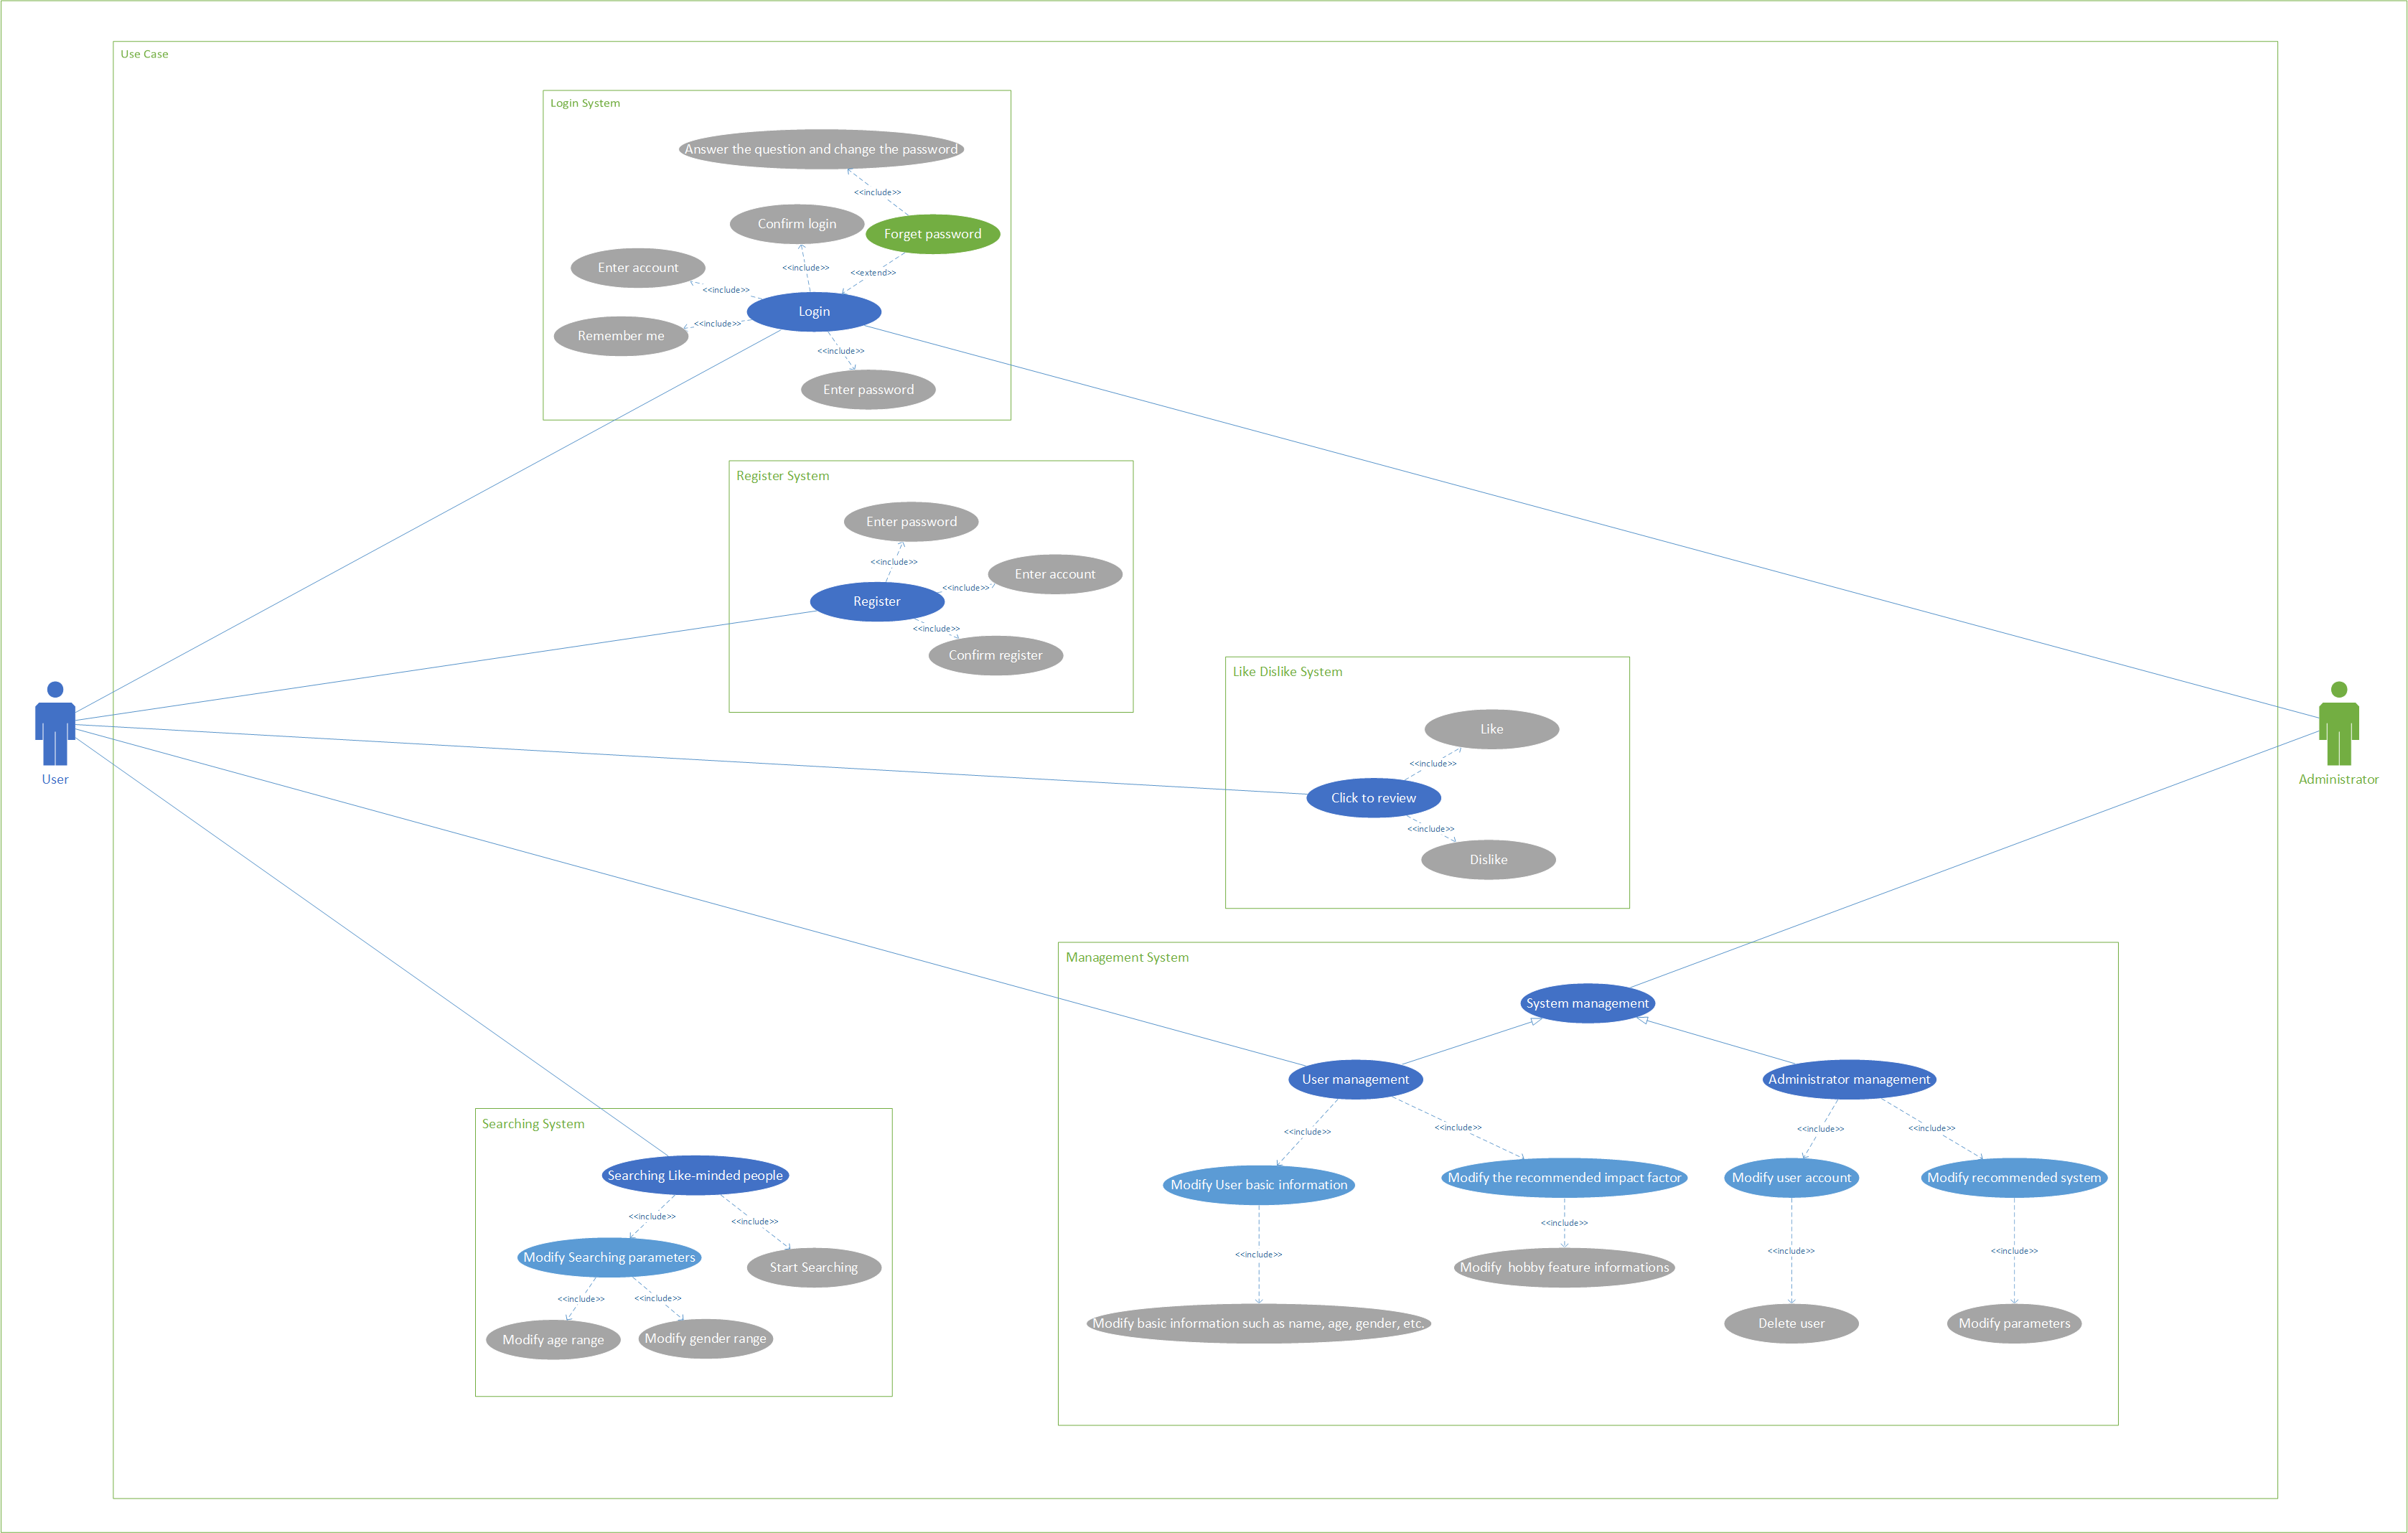 Use Case
Login System
Answer the question and change the password
<<include>>
Confirm login
Forget password
Enter account
<<include>>
<<extend>>
<<include>>
Login
Remember me
<<include>>
<<include>>
Enter password
Register System
Enter password
<<include>>
Enter account
<<include>>
Register
<<include>>
Confirm register
Like Dislike System
Like
<<include>>
Click to review
<<include>>
Dislike
User
Administrator
Management System
System management
User management
Administrator management
<<include>>
<<include>>
<<include>>
<<include>>
Modify User basic information
Modify the recommended impact factor
Modify user account
Modify recommended system
<<include>>
<<include>>
<<include>>
<<include>>
Modify  hobby feature informations
Modify basic information such as name, age, gender, etc.
Delete user
Modify parameters
Searching System
Searching Like-minded people
<<include>>
<<include>>
Modify Searching parameters
Start Searching
<<include>>
<<include>>
Modify age range
Modify gender range